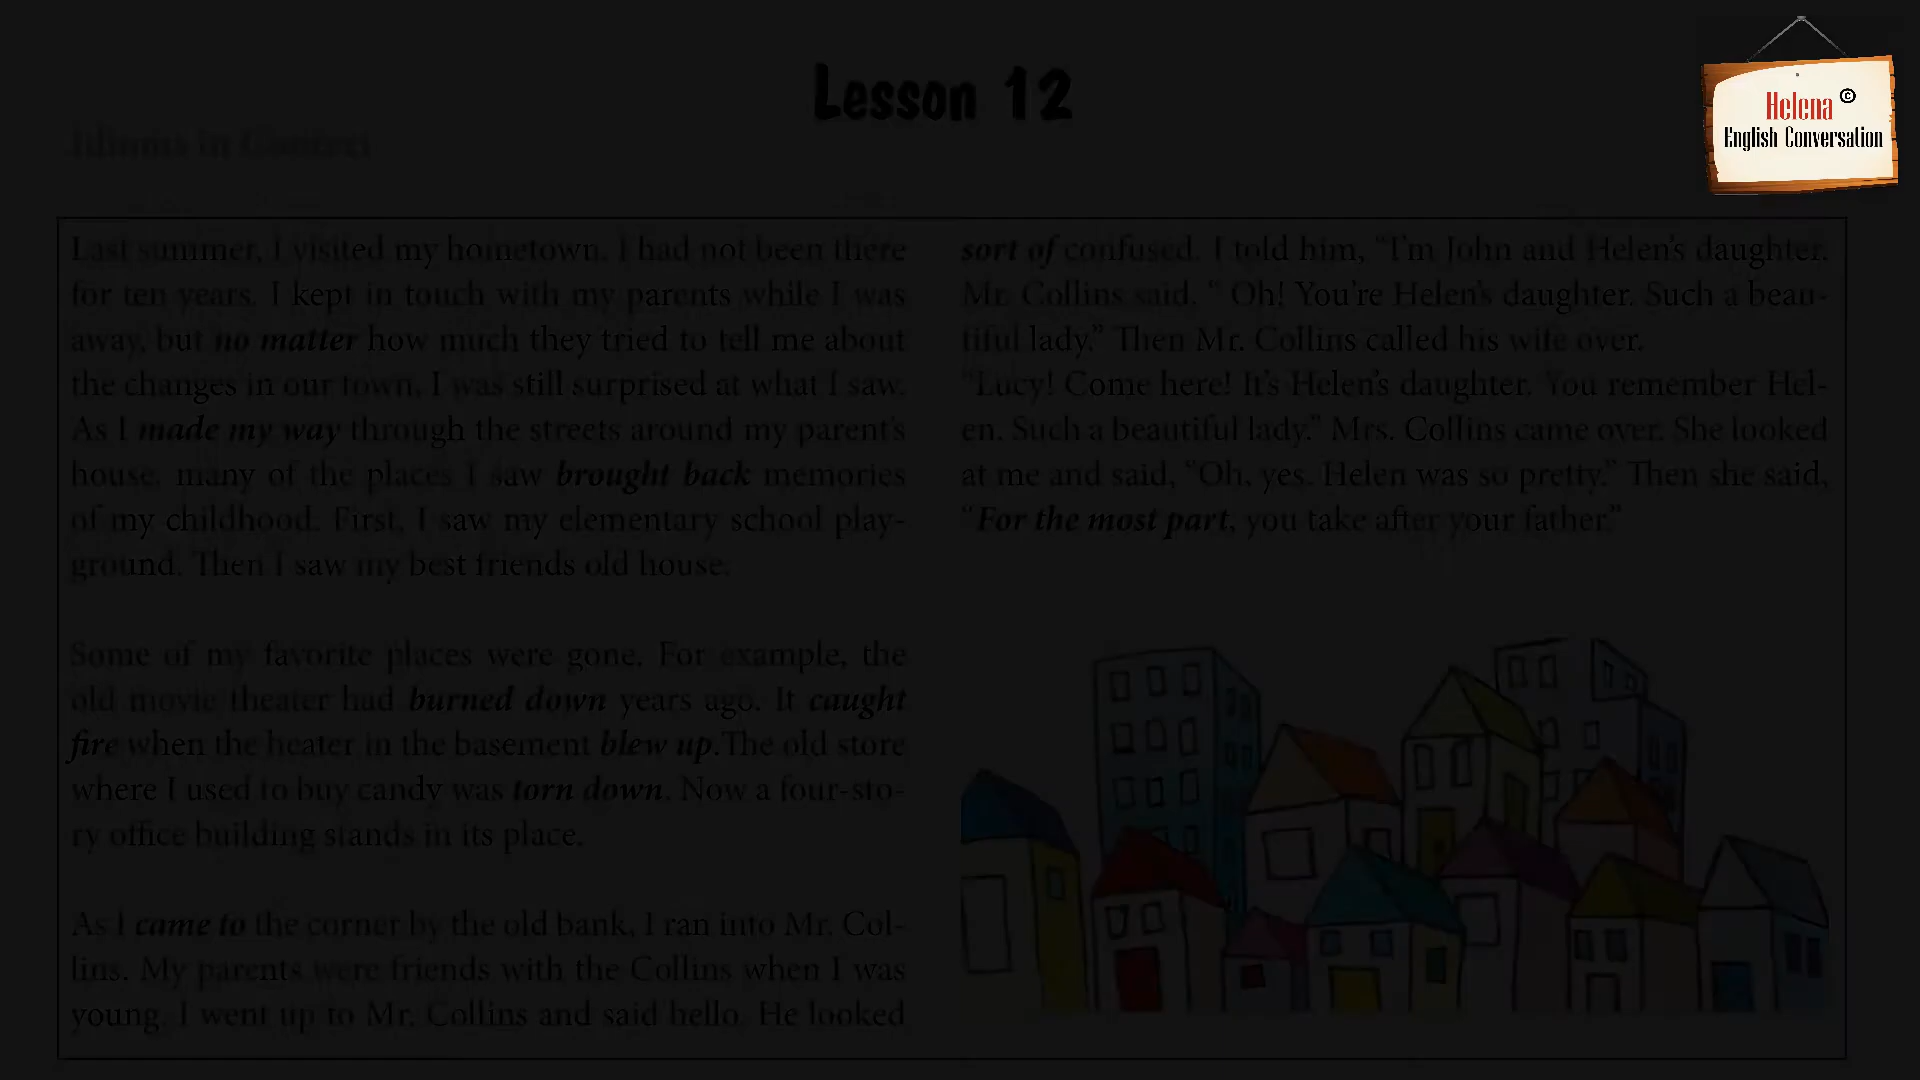 Lesson 12
Helena ©
English Conversation
Idioms in Context
Last summer, I visited my hometown. I had not been there
for ten years. I kept in touch with my parents while I was
away, but no matter how much they tried to tell me about
the changes in our town, I was still surprised at what I saw.
As I made my way through the streets around my parent's
house, many of the places I saw brought back memories
of my childhood. First, I saw my elementary school play-
ground. Then I saw my best friends old house.
Some of my favorite places were gone. For example, the
old movie theater had burned down years ago. It caught
fire when the heater in the basement blew up.The old store
where I used to buy candy was torn down. Now a four-sto-
ry office building stands in its place.
As I came to the corner by the old bank, I ran into Mr. Col-
lins. My parents were friends with the Collins when I was
young. I went up to Mr. Collins and said hello. He looked
sort of confused. I told him, “I'm John and Helen's daughter.
Mr. Collins said, “ Oh! You're Helen's daughter. Such a beau-
tiful lady.” Then Mr. Collins called his wife over.
“Lucy! Come here! It's Helen's daughter. You remember Hel-
en. Such a beautiful lady.” Mrs. Collins came over. She looked
at me and said, “Oh, yes. Helen was so pretty.” Then she said,
“For the most part, you take after your father.”